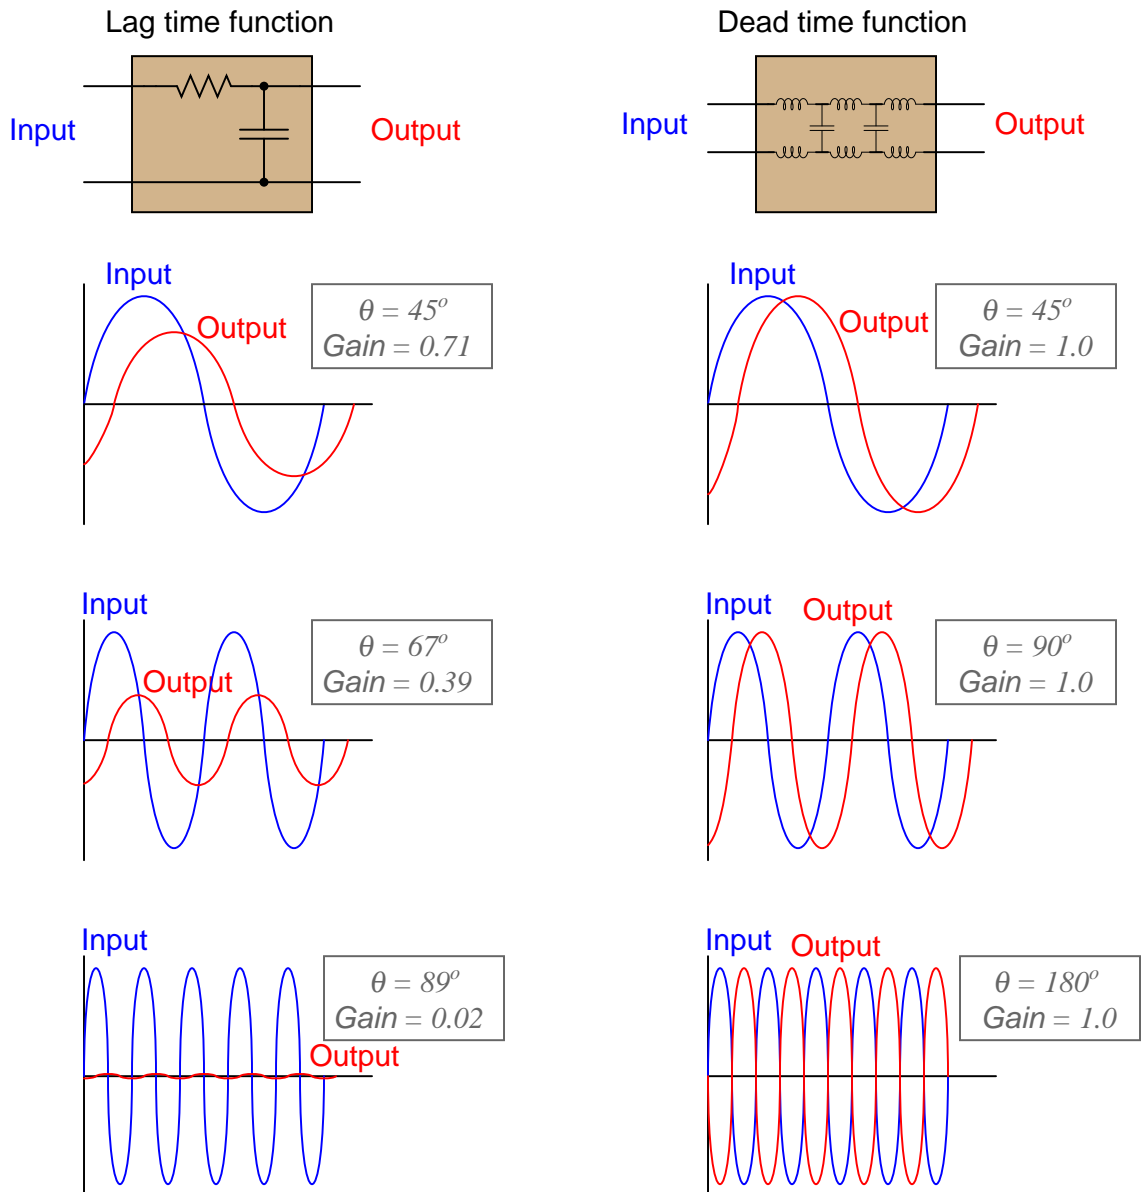 Lag time function
Dead time function
Input
Output
Input
Output
Input
Output
θ = 45º
Gain = 0.71
Input
Output
θ = 45º
Gain = 1.0
Input
Output
θ = 67º
Gain = 0.39
Input
Output
θ = 90º
Gain = 1.0
Input
Output
θ = 89º
Gain = 0.02
Input
Output
θ = 180º
Gain = 1.0